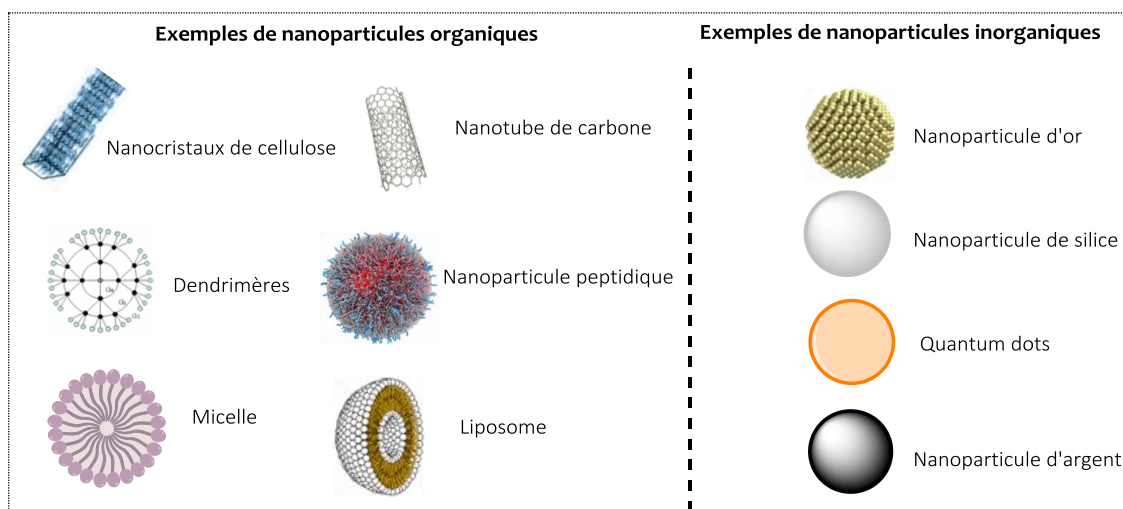 Exemples de nanoparticules organiques
Nanocristaux de cellulose
Nanotube de carbone
Dendrimères
Nanoparticule peptidique
Micelle
Liposome
Exemples de nanoparticules inorganiques
Nanoparticule d'or
Nanoparticule de silice
Quantum dots
Nanoparticule d'argent